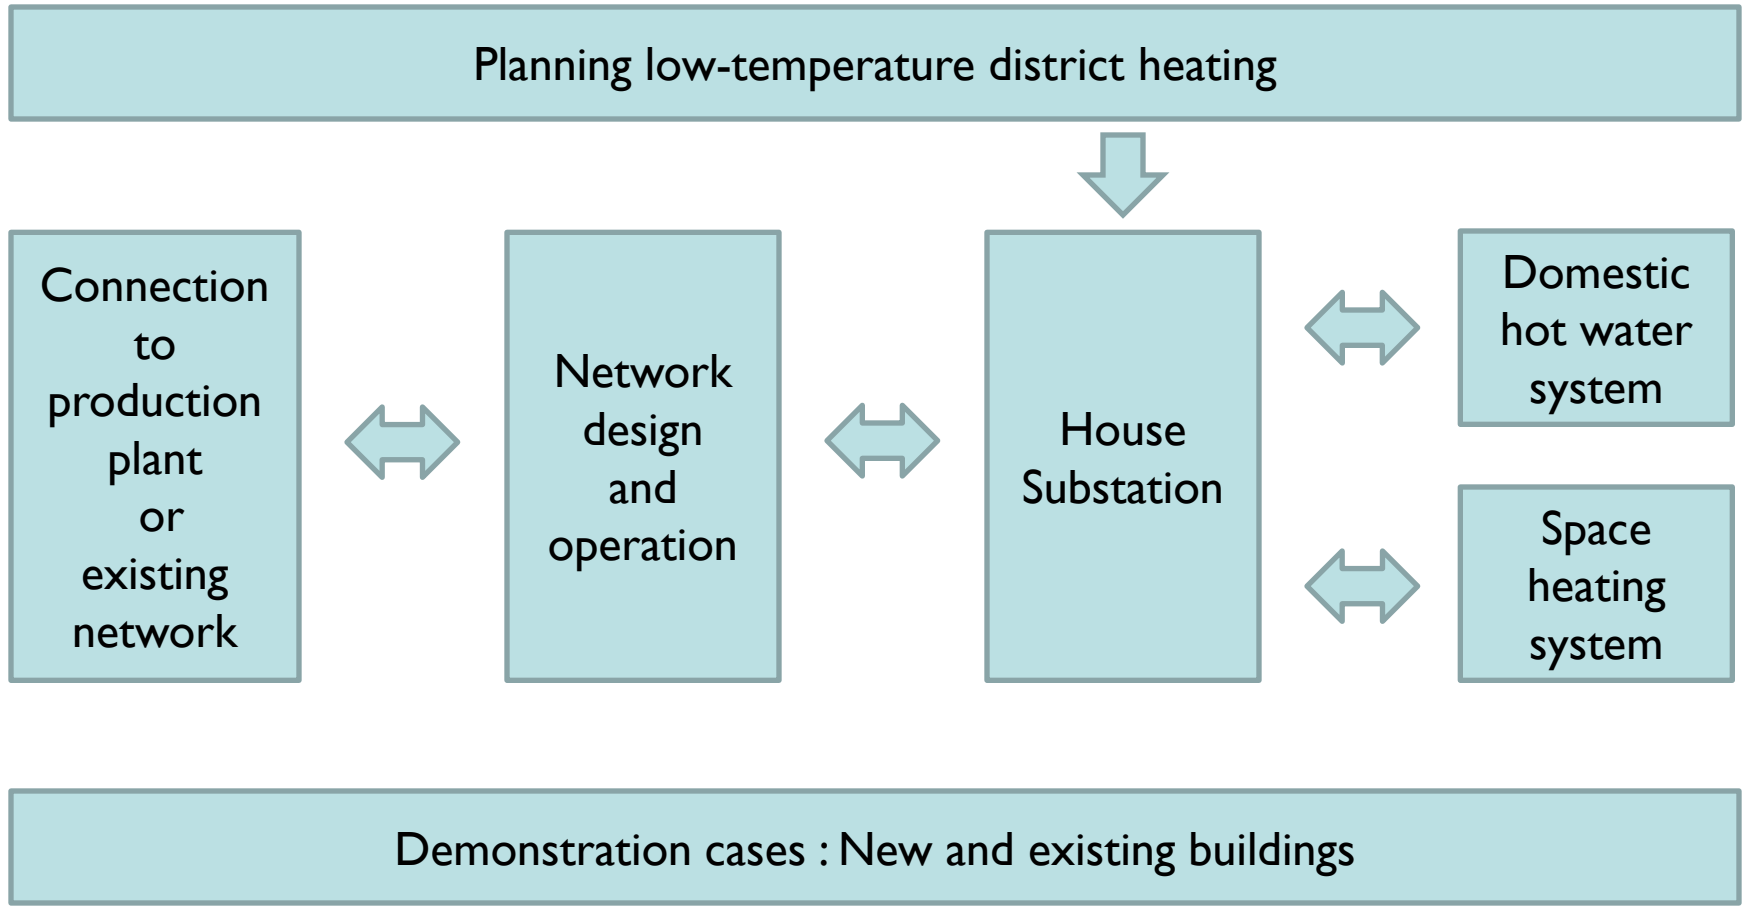 Planning low-temperature district heating
Connection
to
production
plant
or
existing
network
Network
design
and
operation
House
Substation
Domestic
hot water
system
Space
heating
system
Demonstration cases : New and existing buildings